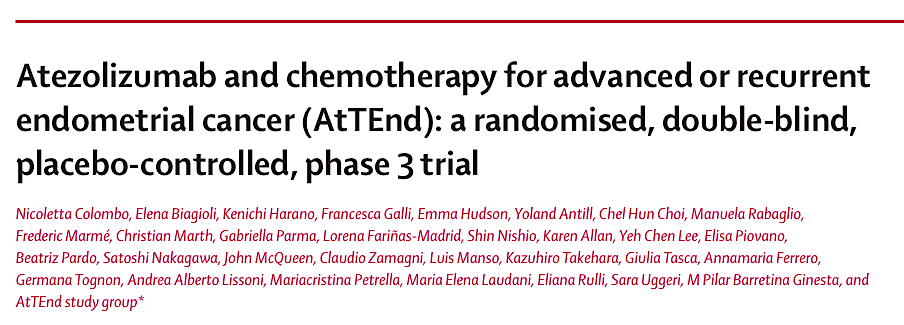 Atezolizumab and chemotherapy for advanced or recurrent
endometrial cancer (AtTEnd): a randomised, double-blind,
placebo-controlled, phase 3 trial
Nicoletta Colombo, Elena Biagioli, Kenichi Harano, Francesca Galli, Emma Hudson, Yoland Antill, Chel Hun Choi, Manuela Rabaglio,
Frederic Marmé, Christian Marth, Gabriella Parma, Lorena Fariñas-Madrid, Shin Nishio, Karen Allan, Yeh Chen Lee, Elisa Piovano,
Beatriz Pardo, Satoshi Nakagawa, John McQueen, Claudio Zamagni, Luis Manso, Kazuhiro Takehara, Giulia Tasca, Annamaria Ferrero,
Germana Tognon, Andrea Alberto Lissoni, Mariacristina Petrella, Maria Elena Laudani, Eliana Rulli, Sara Uggeri, M Pilar Barretina Ginesta, and
AtTEnd study group*